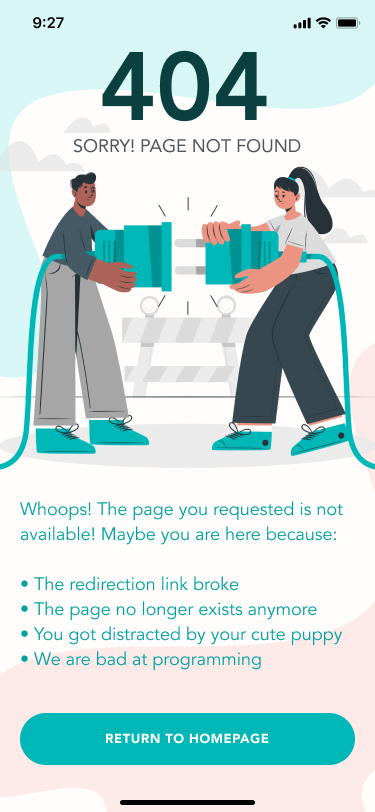 9:27
404
SORRY! PAGE NOT FOUND
Whoops! The page you requested is not
available! Maybe you are here because:
• The redirection link broke
• The page no longer exists anymore
• You got distracted by your cute puppy
• We are bad at programming
RETURN TO HOMEPAGE